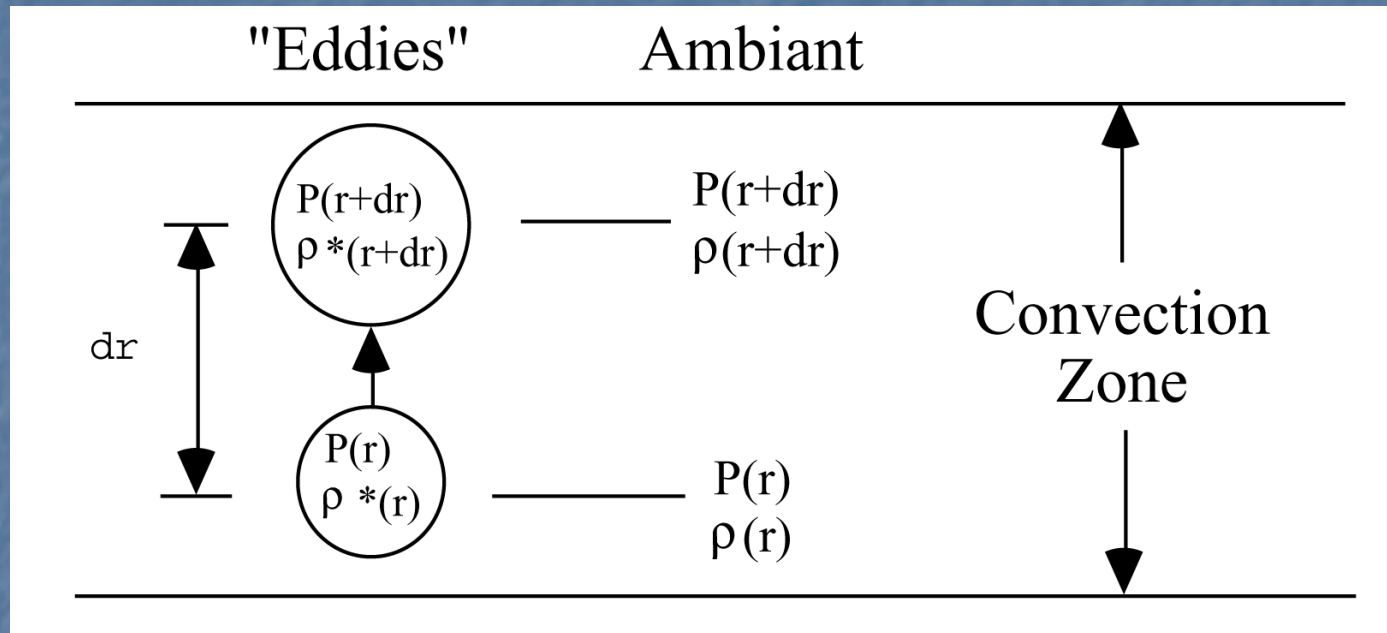 "Eddies" Ambiant
P(r+dr)
ρ*(r+dr)
P(r+dr)
ρ(r+dr)
dr
Convection
Zone
P(r)
ρ*(r)
P(r)
ρ(r)